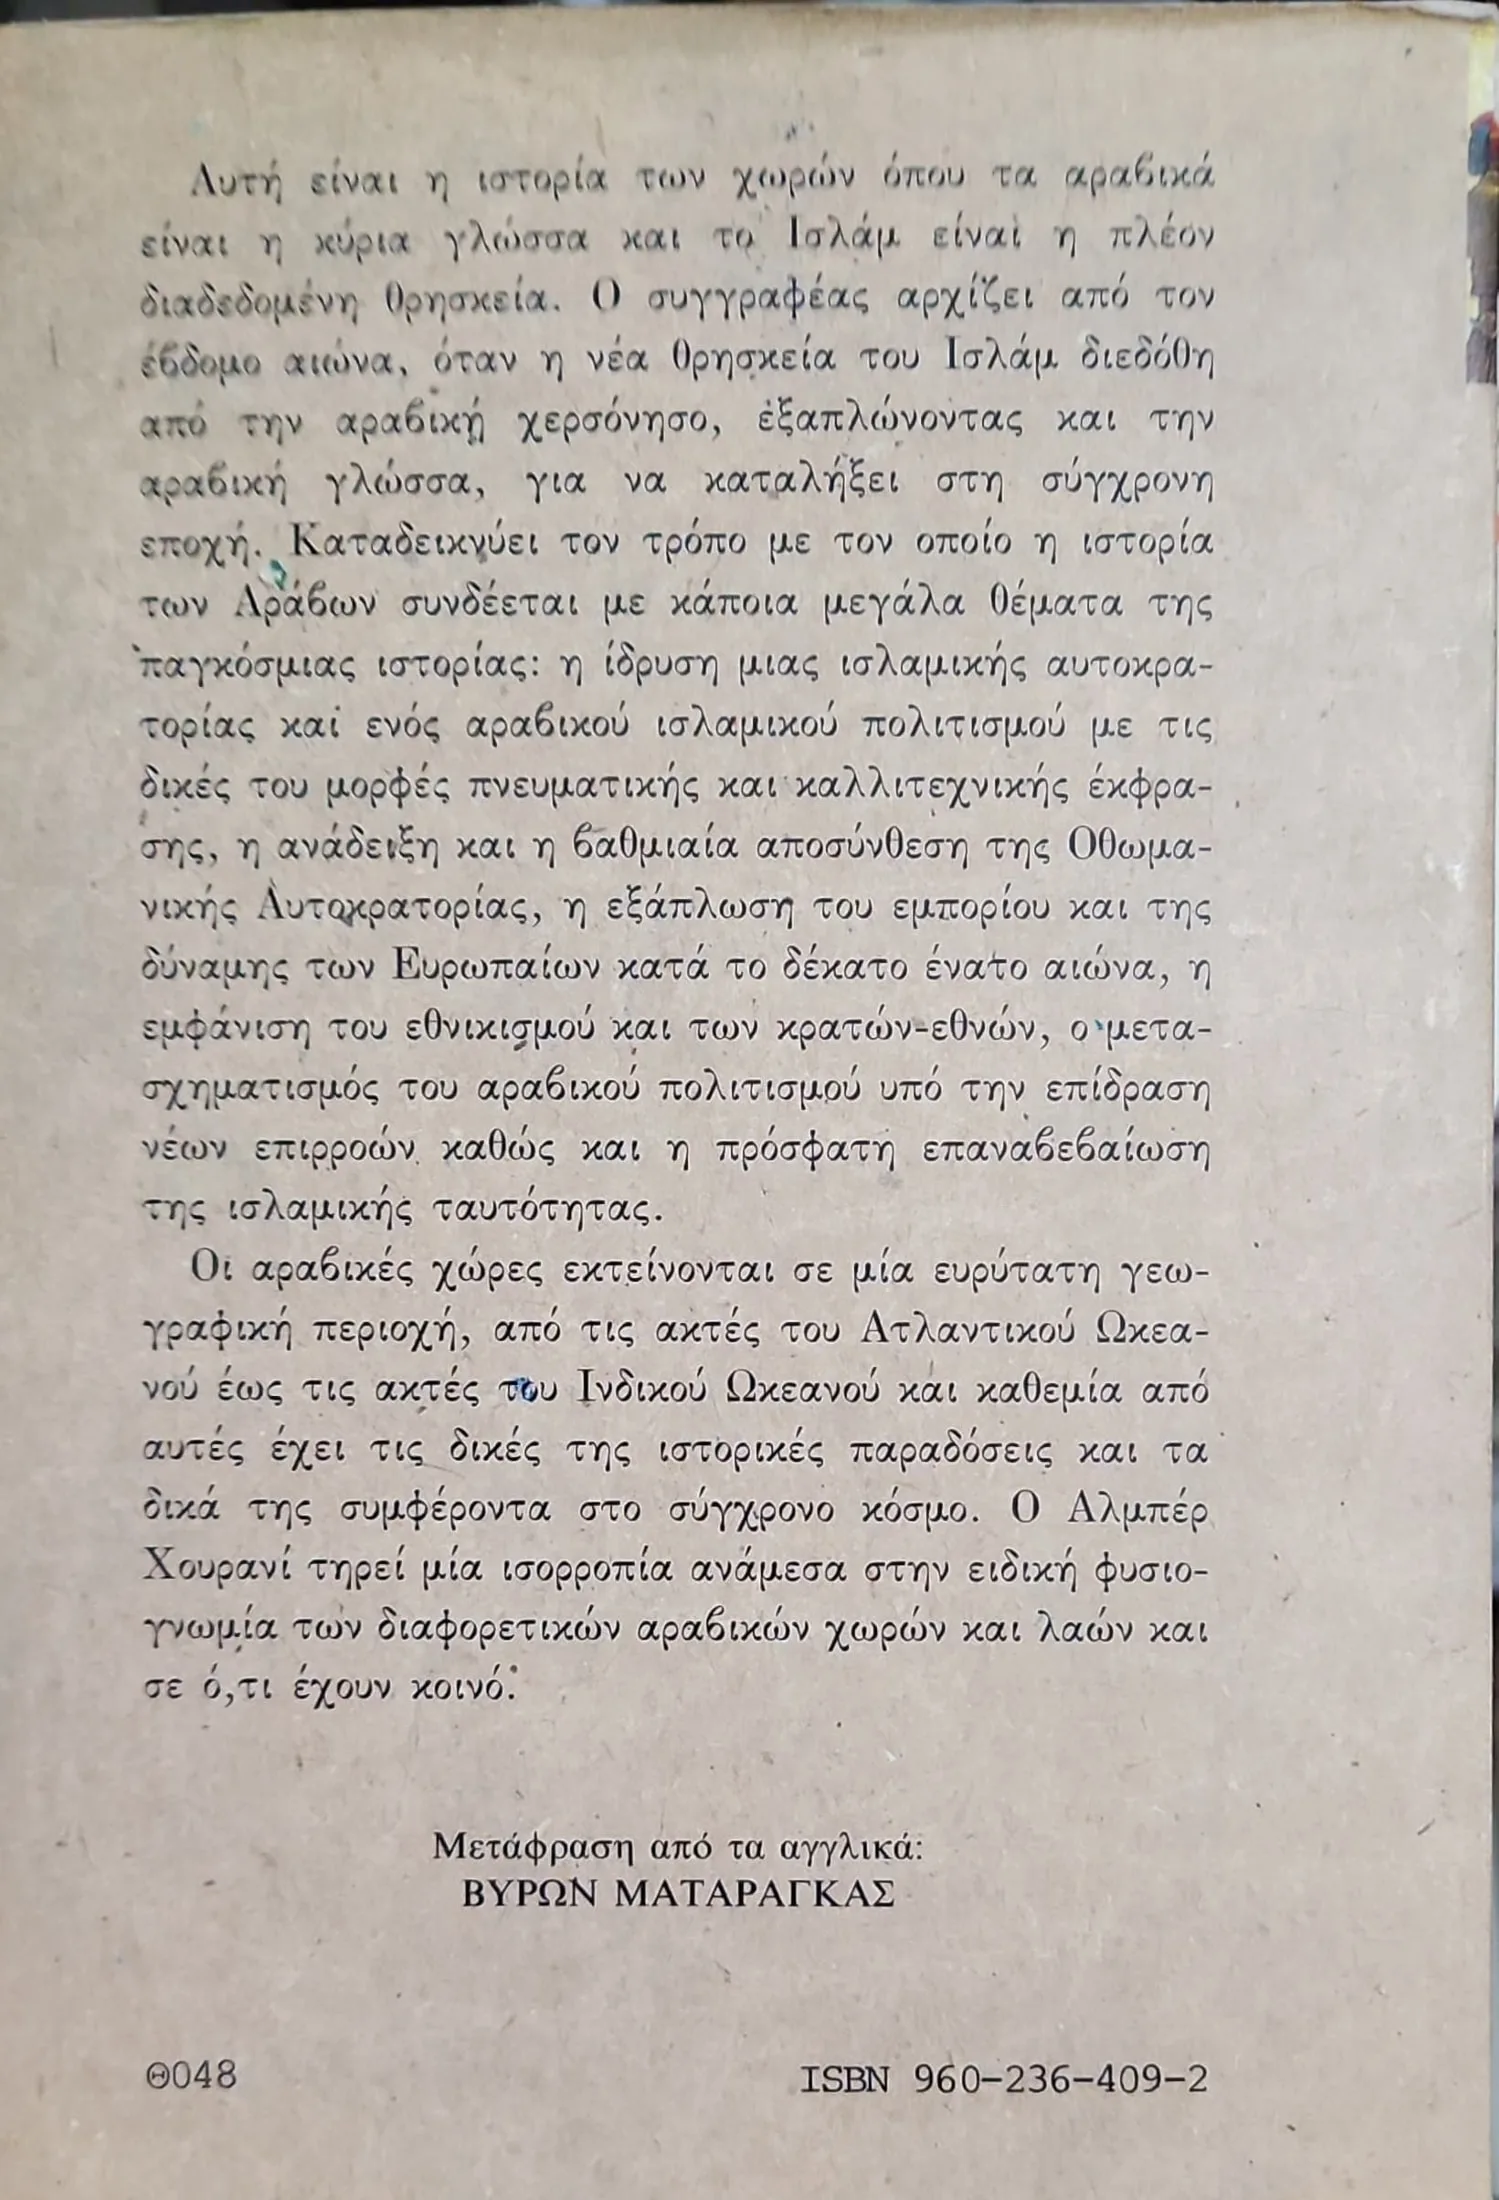 Αυτή είναι η ιστορία των χωρών όπου τα αραβικά
είναι η κύρια γλώσσα και το Ισλάμ είναι η πλέον
διαδεδομένη θρησκεία. Ο συγγραφέας αρχίζει από τον
έβδομο αιώνα, όταν η νέα θρησκεία του Ισλάμ διεδόθη
από την αραβική χερσόνησο, εξαπλώνοντας και την
αραβική γλώσσα, για να καταλήξει στη σύγχρονη
εποχή. Καταδεικνύει τον τρόπο με τον οποίο η ιστορία
των Αράβων συνδέεται με κάποια μεγάλα θέματα της
παγκόσμιας ιστορίας: η ίδρυση μιας ισλαμικής αυτοκρα-
τορίας και ενός αραβικού ισλαμικού πολιτισμού με τις
δικές του μορφές πνευματικής και καλλιτεχνικής έκφρα-
σης, η ανάδειξη και η βαθμιαία αποσύνθεση της Οθωμα-
νικής Αυτοκρατορίας, η εξάπλωση του εμπορίου και της
δύναμης των Ευρωπαίων κατά το δέκατο ένατο αιώνα, η
εμφάνιση του εθνικισμού και των κρατών-εθνών, ο μετα-
σχηματισμός του αραβικού πολιτισμού υπό την επίδραση
νέων επιρροών καθώς και η πρόσφατη επαναβεβαίωση
της ισλαμικής ταυτότητας.
Οι αραβικές χώρες εκτείνονται σε μία ευρύτατη γεω-
γραφική περιοχή, από τις ακτές του Ατλαντικού Ωκεα-
νού έως τις ακτές του Ινδικού Ωκεανού και καθεμία από
αυτές έχει τις δικές της ιστορικές παραδόσεις και τα
δικά της συμφέροντα στο σύγχρονο κόσμο. Ο Αλμπέρ
Χουρανί τηρεί μία ισορροπία ανάμεσα στην ειδική φυσιο-
γνωμία των διαφορετικών αραβικών χωρών και λαών και
σε ό,τι έχουν κοινό.
Μετάφραση από τα αγγλικά:
ΒΥΡΩΝ ΜΑΤΑΡΑΓΚΑΣ
Θ048 ISBN 960-236-409-2